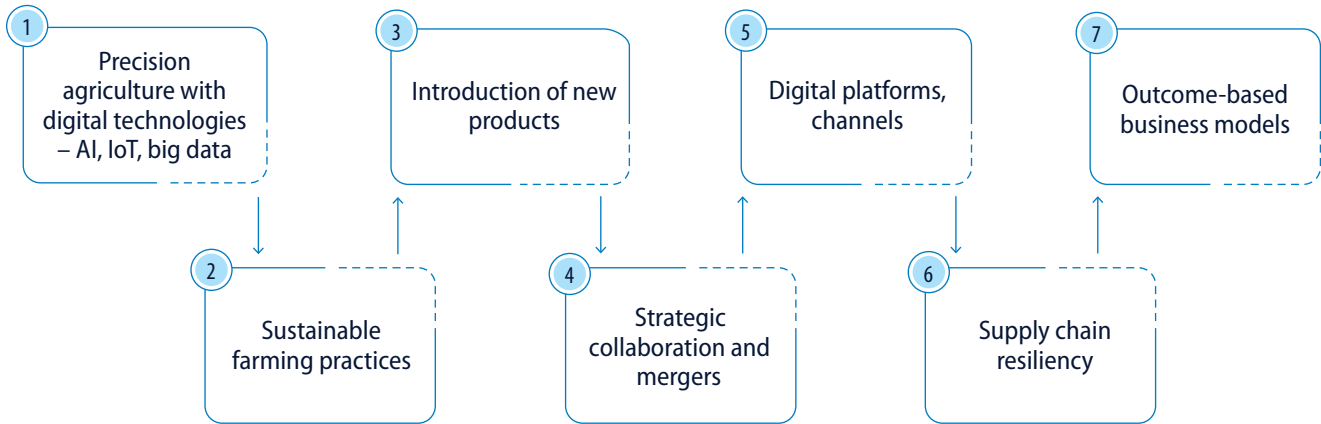 1
Precision
agriculture with
digital technologies
– AI, IoT, big data
2
Sustainable
farming practices
3
Introduction of new
products
4
Strategic
collaboration and
mergers
5
Digital platforms,
channels
6
Supply chain
resiliency
7
Outcome-based
business models